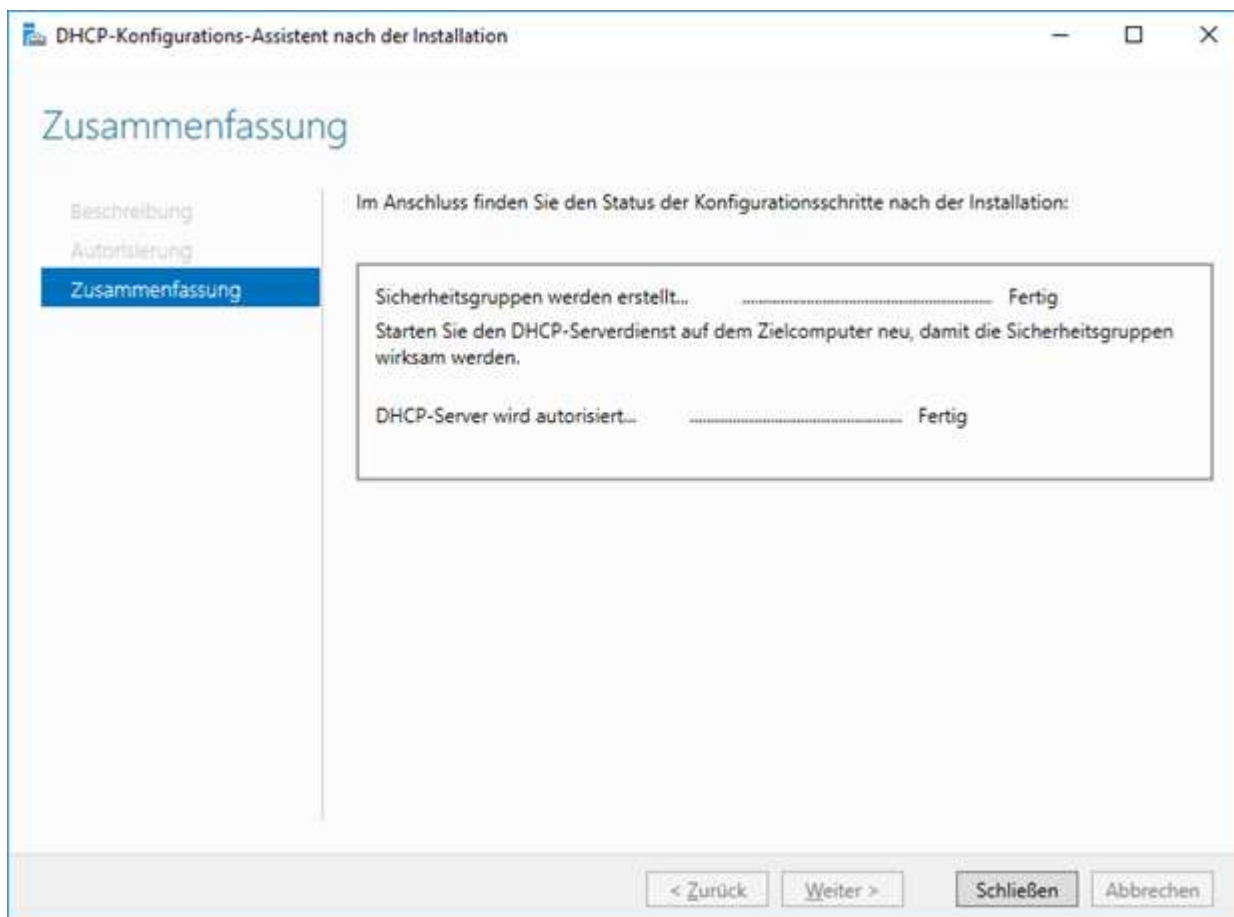 DHCP-Konfigurations-Assistent nach der Installation
Zusammenfassung
Beschreibung
Autorisierung
Zusammenfassung
Im Anschluss finden Sie den Status der Konfigurationsschritte nach der Installation:
Sicherheitsgruppen werden erstellt... ................................................................ Fertig
Starten Sie den DHCP-Serverdienst auf dem Zielcomputer neu, damit die Sicherheitsgruppen
wirksam werden.
DHCP-Server wird autorisiert... ...................................................... Fertig
< Zurück Weiter > Schließen Abbrechen